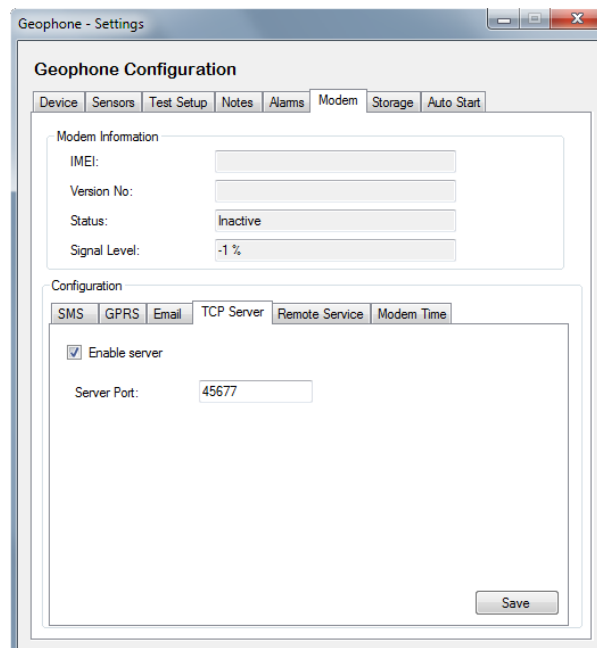 Geophone - Settings
Geophone Configuration
Device Sensors Test Setup Notes Alarms Modem Storage Auto Start
Modem Information
IMEI:
Version No:
Status: Inactive
Signal Level: -1 %
Configuration
SMS GPRS Email TCP Server Remote Service Modem Time
Enable server
Server Port: 45677
Save